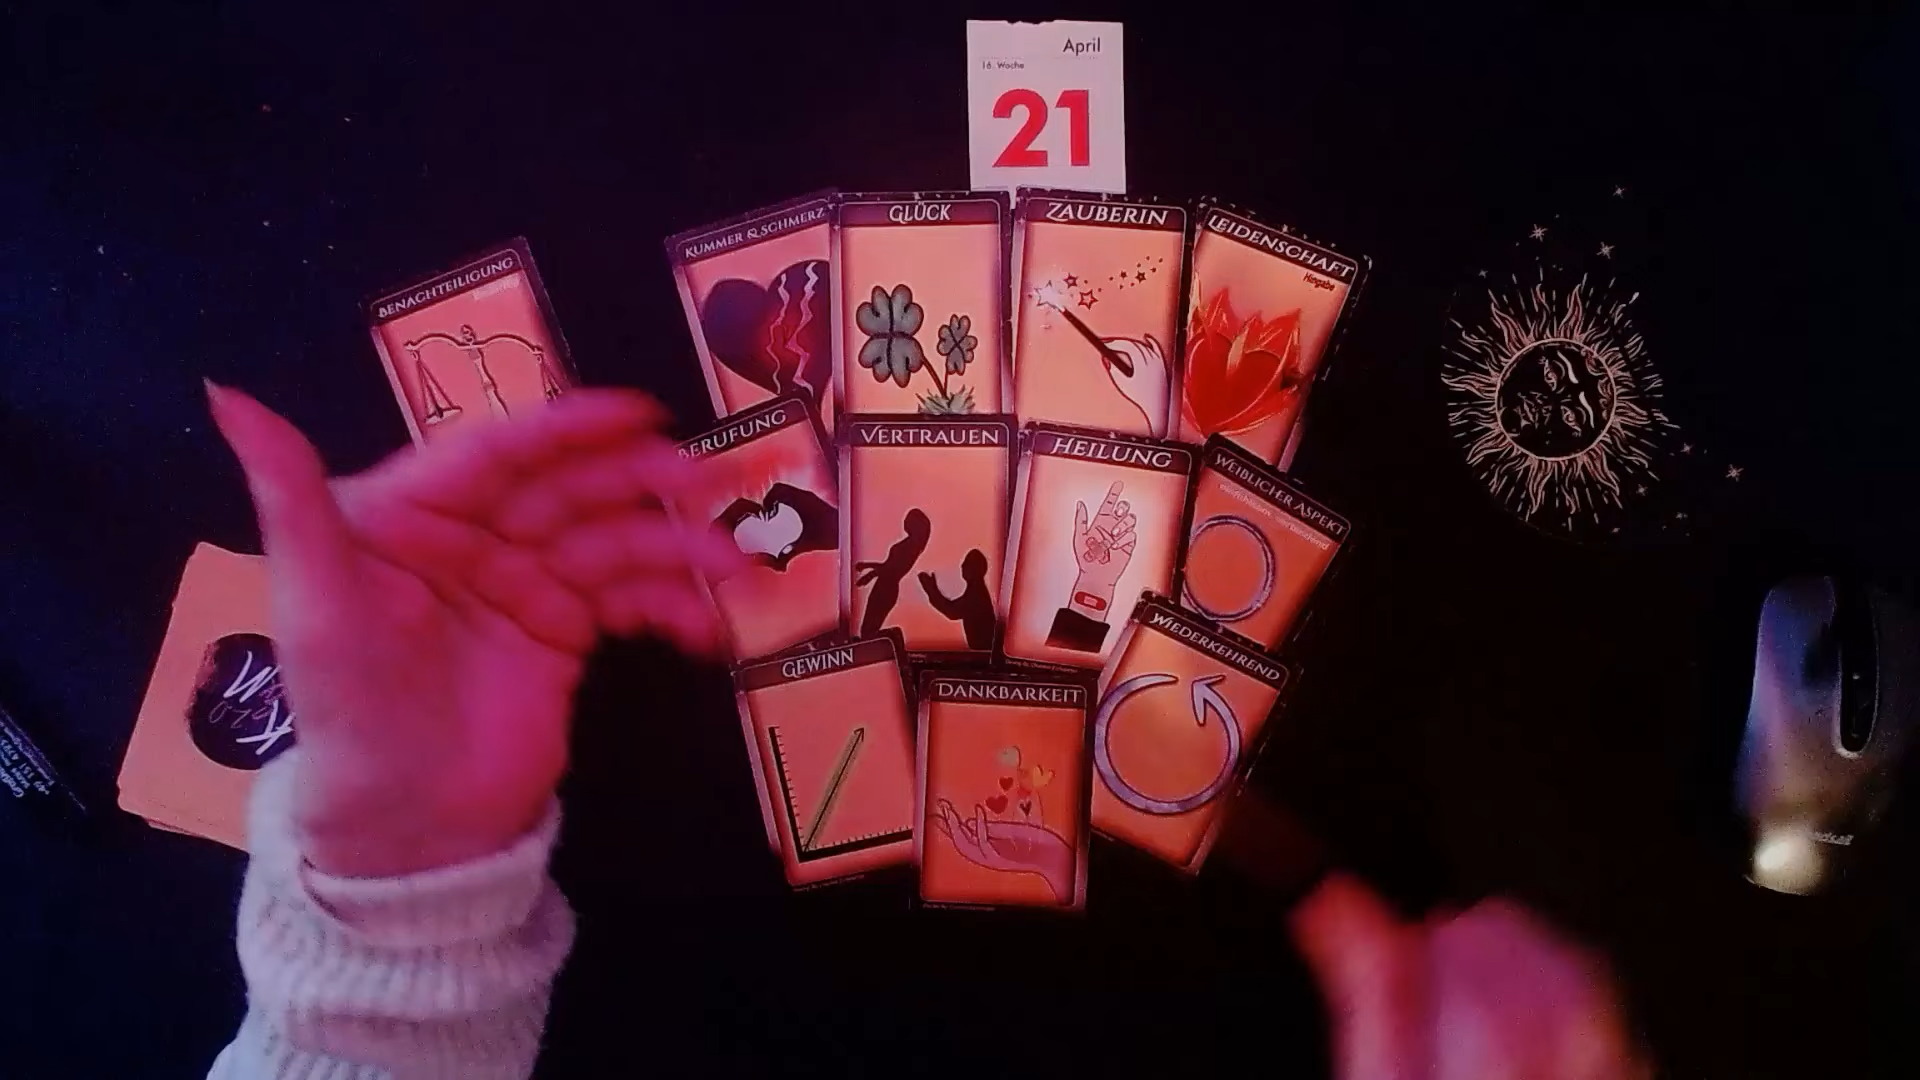 April
16. Woche
21
BENACHTEILIGUNG
KUMMER & SCHMERZ
GLÜCK
ZAUBERIN
LEIDENSCHAFT
Hingabe
BERUFUNG
VERTRAUEN
HEILUNG
WEIBLICHER ASPEKT
GEWINN
DANKBARKEIT
WIEDERKEHREND